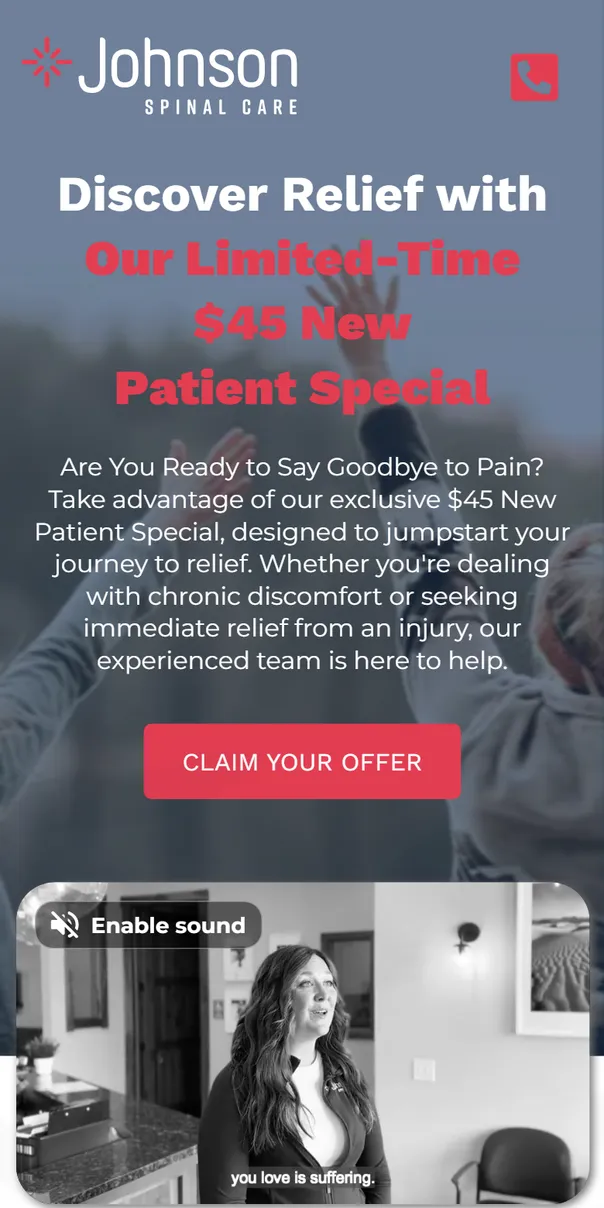 Johnson
SPINAL CARE
Discover Relief with
Our Limited-Time
$45 New
Patient Special
Are You Ready to Say Goodbye to Pain?
Take advantage of our exclusive $45 New
Patient Special, designed to jumpstart your
journey to relief. Whether you're dealing
with chronic discomfort or seeking
immediate relief from an injury, our
experienced team is here to help.
CLAIM YOUR OFFER
Enable sound
you love is suffering.